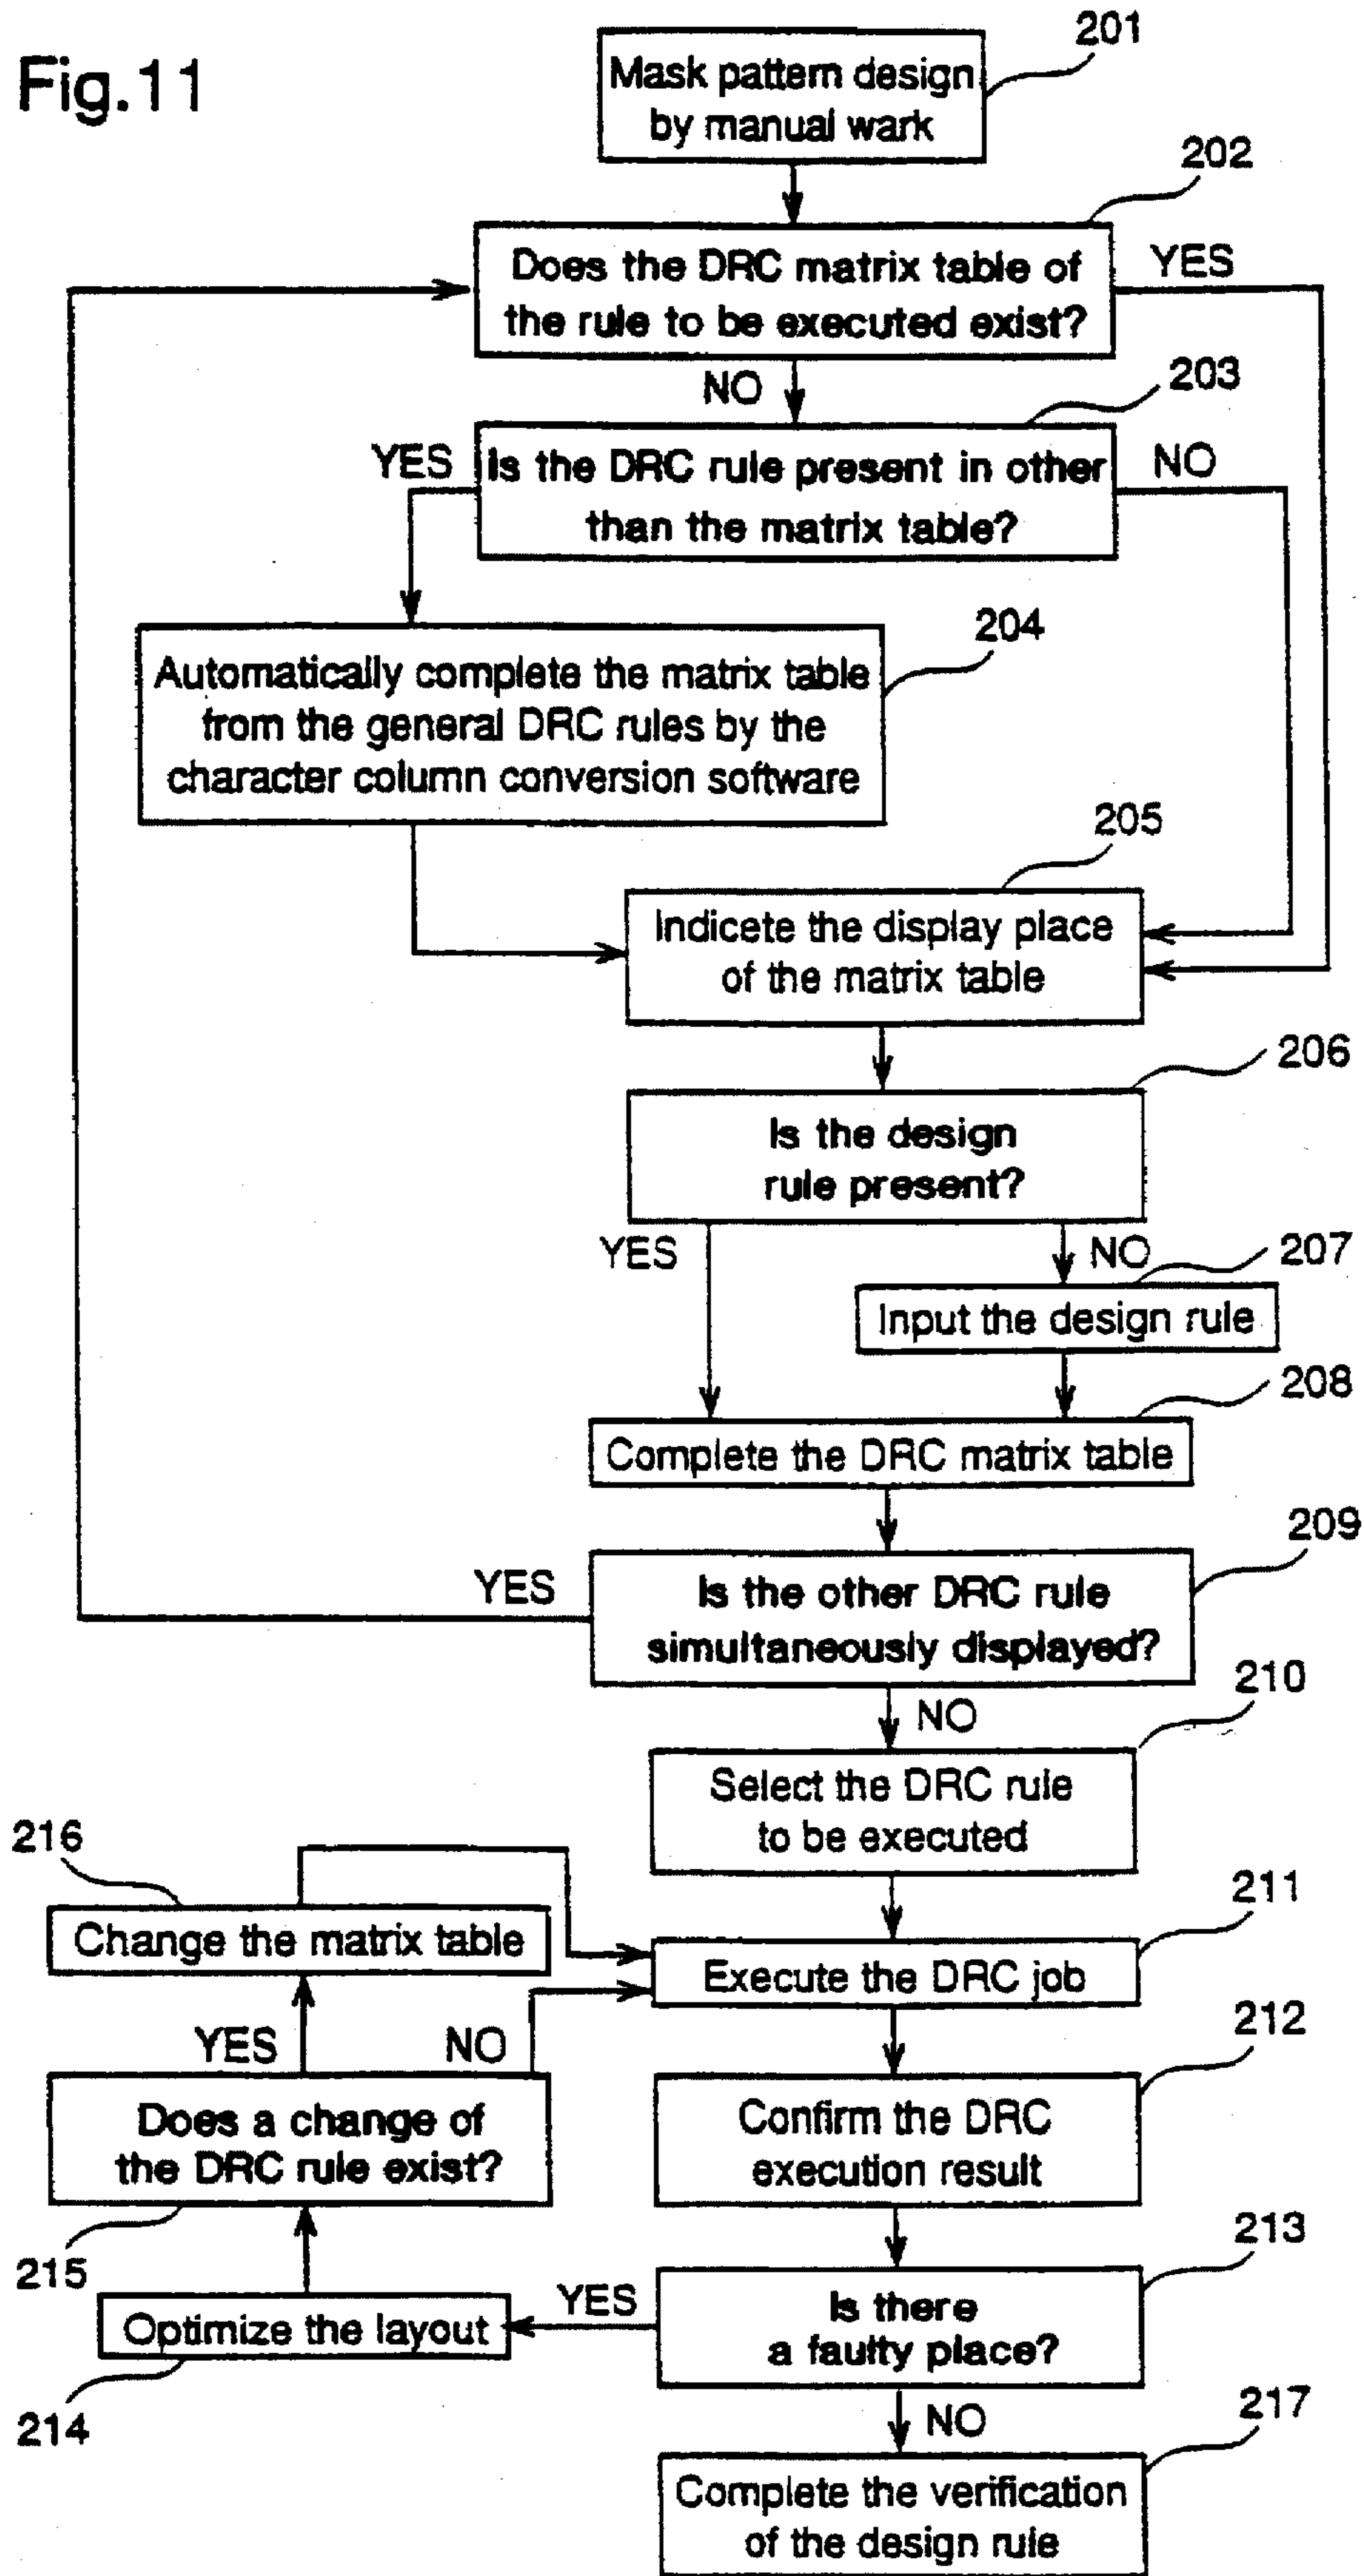 Fig.11
201
Mask pattern design
by manual wark
202
Does the DRC matrix table of
the rule to be executed exist?
YES
NO
203
YES
Is the DRC rule present in other
than the matrix table?
NO
204
Automatically complete the matrix table
from the general DRC rules by the
character column conversion software
205
Indicete the display place
of the matrix table
206
Is the design
rule present?
YES
NO
207
Input the design rule
208
Complete the DRC matrix table
209
YES
Is the other DRC rule
simultaneously displayed?
NO
210
Select the DRC rule
to be executed
216
Change the matrix table
211
Execute the DRC job
YES
NO
212
Does a change of
the DRC rule exist?
Confirm the DRC
execution result
215
213
Optimize the layout
YES
Is there
a faulty place?
214
NO
217
Complete the verification
of the design rule